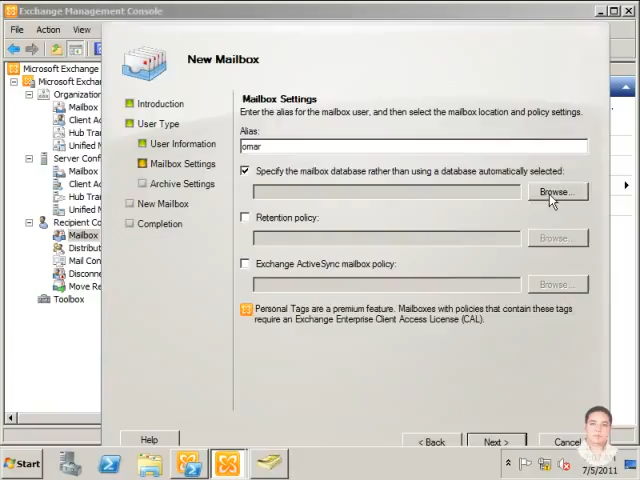 Exchange Management Console
File Action View
Microsoft Exchange
Microsoft Excha
Organizatio
Mailbox
Client A
Hub Tra
Unified M
Server Conf
Mailbox
Client A
Hub Tra
Unified M
Recipient Co
Mailbox
Distribut
Mail Con
Disconne
Move Re
Toolbox
New Mailbox
Introduction
User Type
User Information
Mailbox Settings
Archive Settings
New Mailbox
Completion
Mailbox Settings
Enter the alias for the mailbox user, and then select the mailbox location and policy settings.
Alias:
omar
Specify the mailbox database rather than using a database automatically selected:
Browse...
Retention policy:
Browse...
Exchange ActiveSync mailbox policy:
Browse...
Personal Tags are a premium feature. Mailboxes with policies that contain these tags
require an Exchange Enterprise Client Access License (CAL).
Help
< Back
Next >
Cancel
Start
7/5/2011